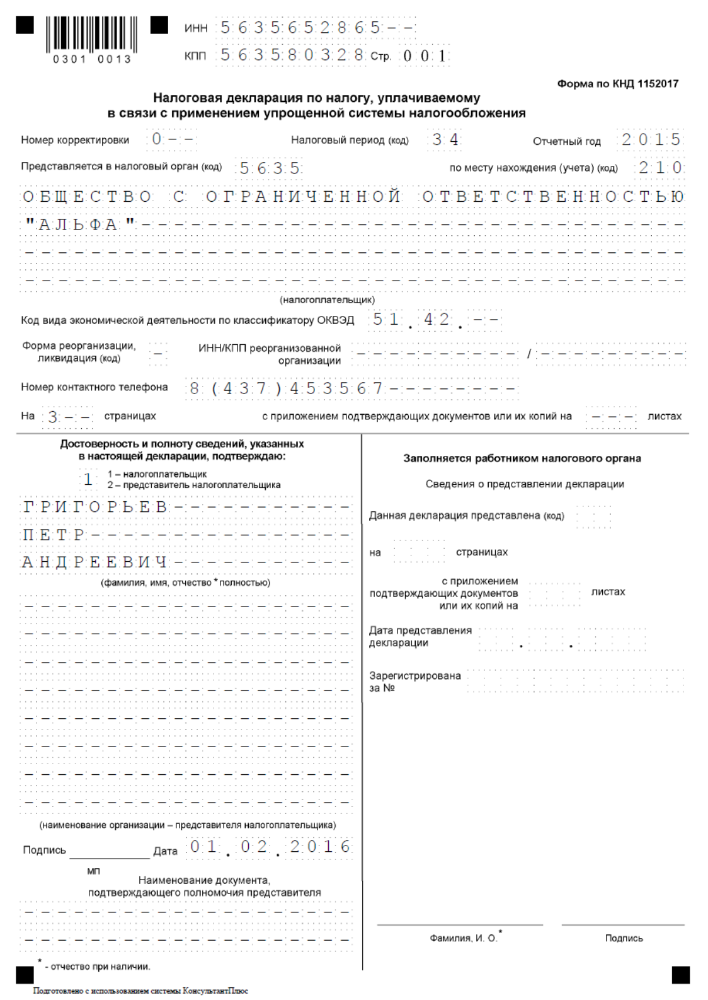 ИНН 5635652865--
0301 0013
КПП 563580328 Стр. 001
Форма по КНД 1152017
Налоговая декларация по налогу, уплачиваемому
в связи с применением упрощенной системы налогообложения
Номер корректировки 0-- Налоговый период (код) 34 Отчетный год 2015
Представляется в налоговый орган (код) 5635 по месту нахождения (учета) (код) 210
ОБЩЕСТВО С ОГРАНИЧЕННОЙ ОТВЕТСТВЕННОСТЬЮ
"АЛЬФА"---------------------------------
----------------------------------------
----------------------------------------
(налогоплательщик)
Код вида экономической деятельности по классификатору ОКВЭД 51.42.--
Форма реорганизации, ликвидация (код) -
ИНН/КПП реорганизованной организации ---------- / ---------
Номер контактного телефона 8(437)453567--------
На 3-- страницах с приложением подтверждающих документов или их копий на --- листах
Достоверность и полноту сведений, указанных
в настоящей декларации, подтверждаю:
1 1 – налогоплательщик
2 – представитель налогоплательщика
ГРИГОРЬЕВ-----------
ПЕТР----------------
АНДРЕЕВИЧ-----------
(фамилия, имя, отчество * полностью)
--------------------
--------------------
--------------------
--------------------
--------------------
--------------------
--------------------
--------------------
(наименование организации – представителя налогоплательщика)
Подпись Дата 01.02.2016
МП
Наименование документа,
подтверждающего полномочия представителя
--------------------
--------------------
* - отчество при наличии.
Заполняется работником налогового органа
Сведения о представлении декларации
Данная декларация представлена (код)
на страницах
с приложением
подтверждающих документов
или их копий на листах
Дата представления
декларации . .
Зарегистрирована
за №
Фамилия, И. О.* Подпись
Подготовлено с использованием системы КонсультантПлюс